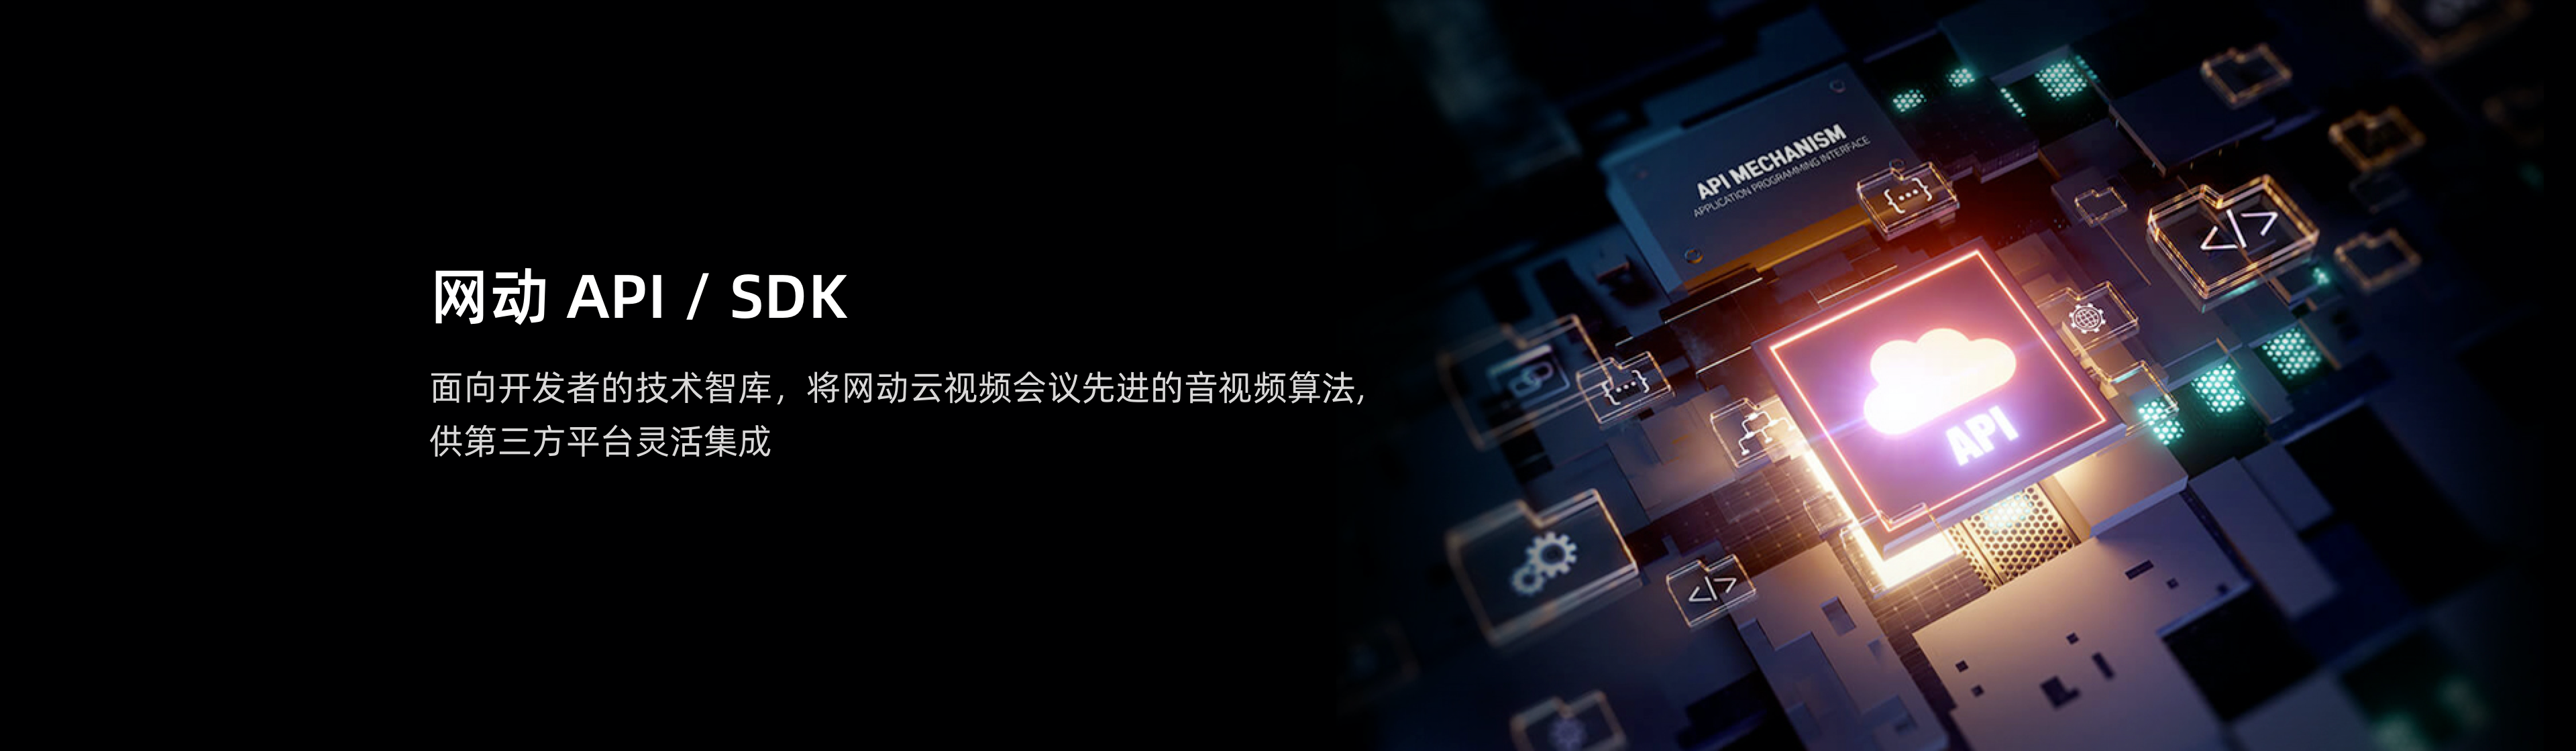 网动 API / SDK
面向开发者的技术智库，将网动云视频会议先进的音视频算法，
供第三方平台灵活集成
API MECHANISM
APPLICATION PROGRAMMING INTERFACE
{...}
</>
{...}
API
</>